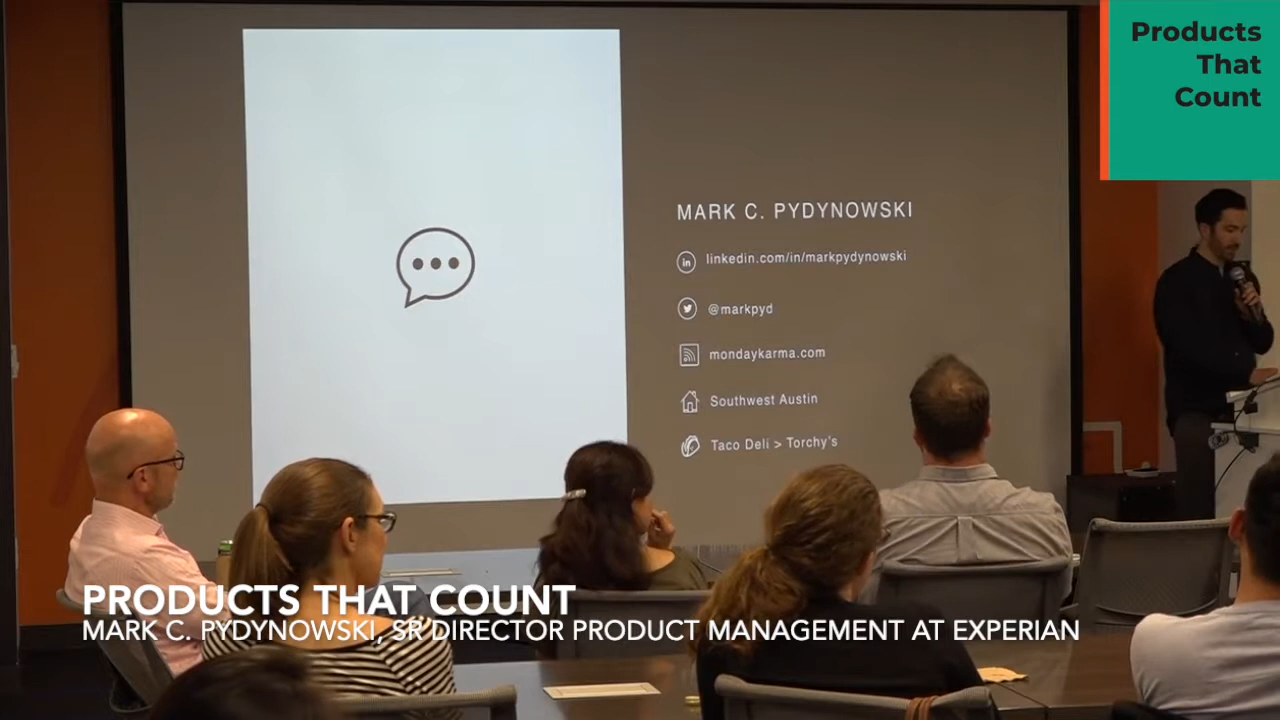 Products
That
Count
MARK C. PYDYNOWSKI
in linkedin.com/in/markpydynowski
@markpyd
mondaykarma.com
Southwest Austin
Taco Deli > Torchy's
PRODUCTS THAT COUNT
MARK C. PYDYNOWSKI, SR DIRECTOR PRODUCT MANAGEMENT AT EXPERIAN